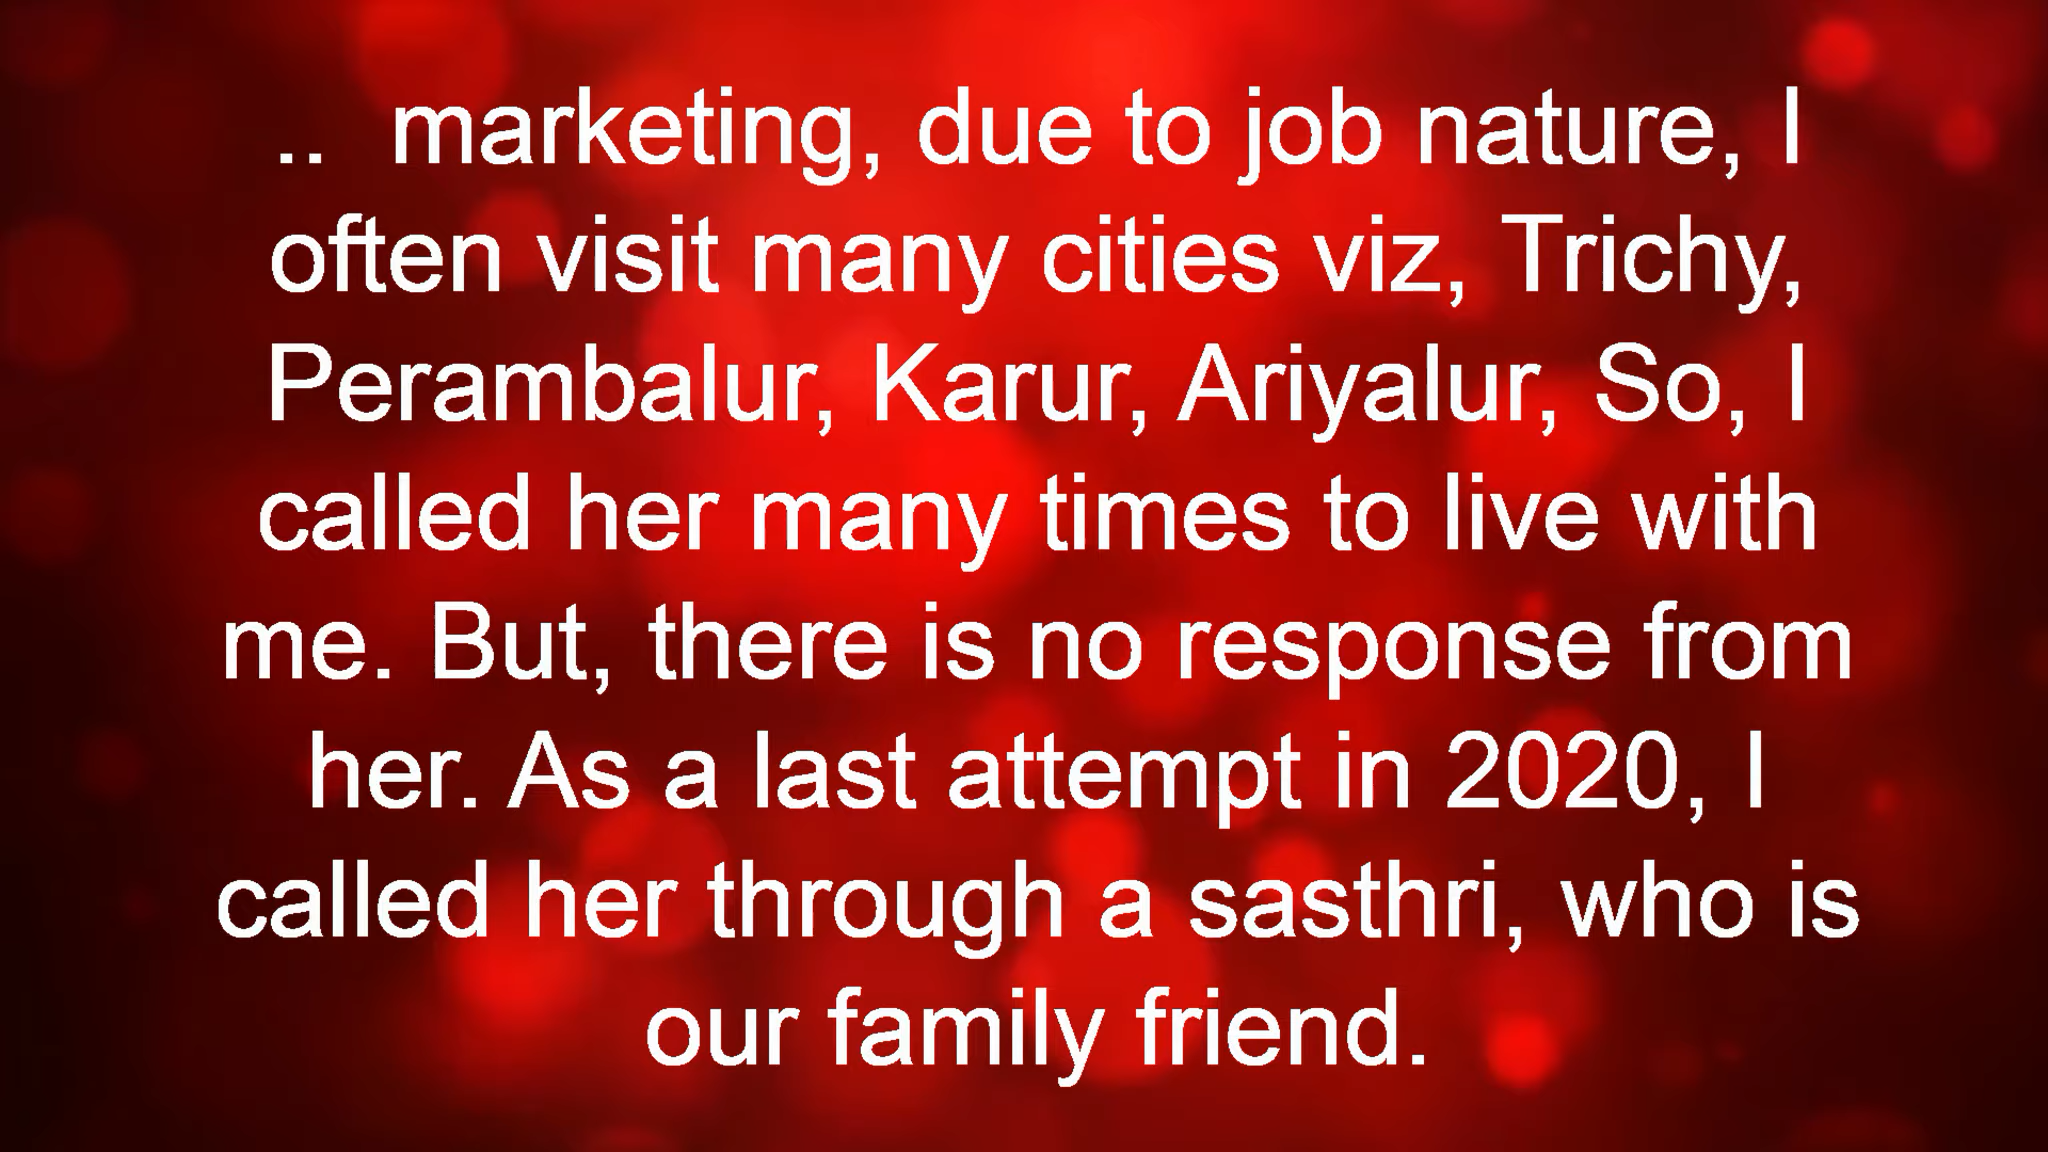 ..  marketing, due to job nature, I
often visit many cities viz, Trichy,
Perambalur, Karur, Ariyalur, So, I
called her many times to live with
me. But, there is no response from
her. As a last attempt in 2020, I
called her through a sasthri, who is
our family friend.